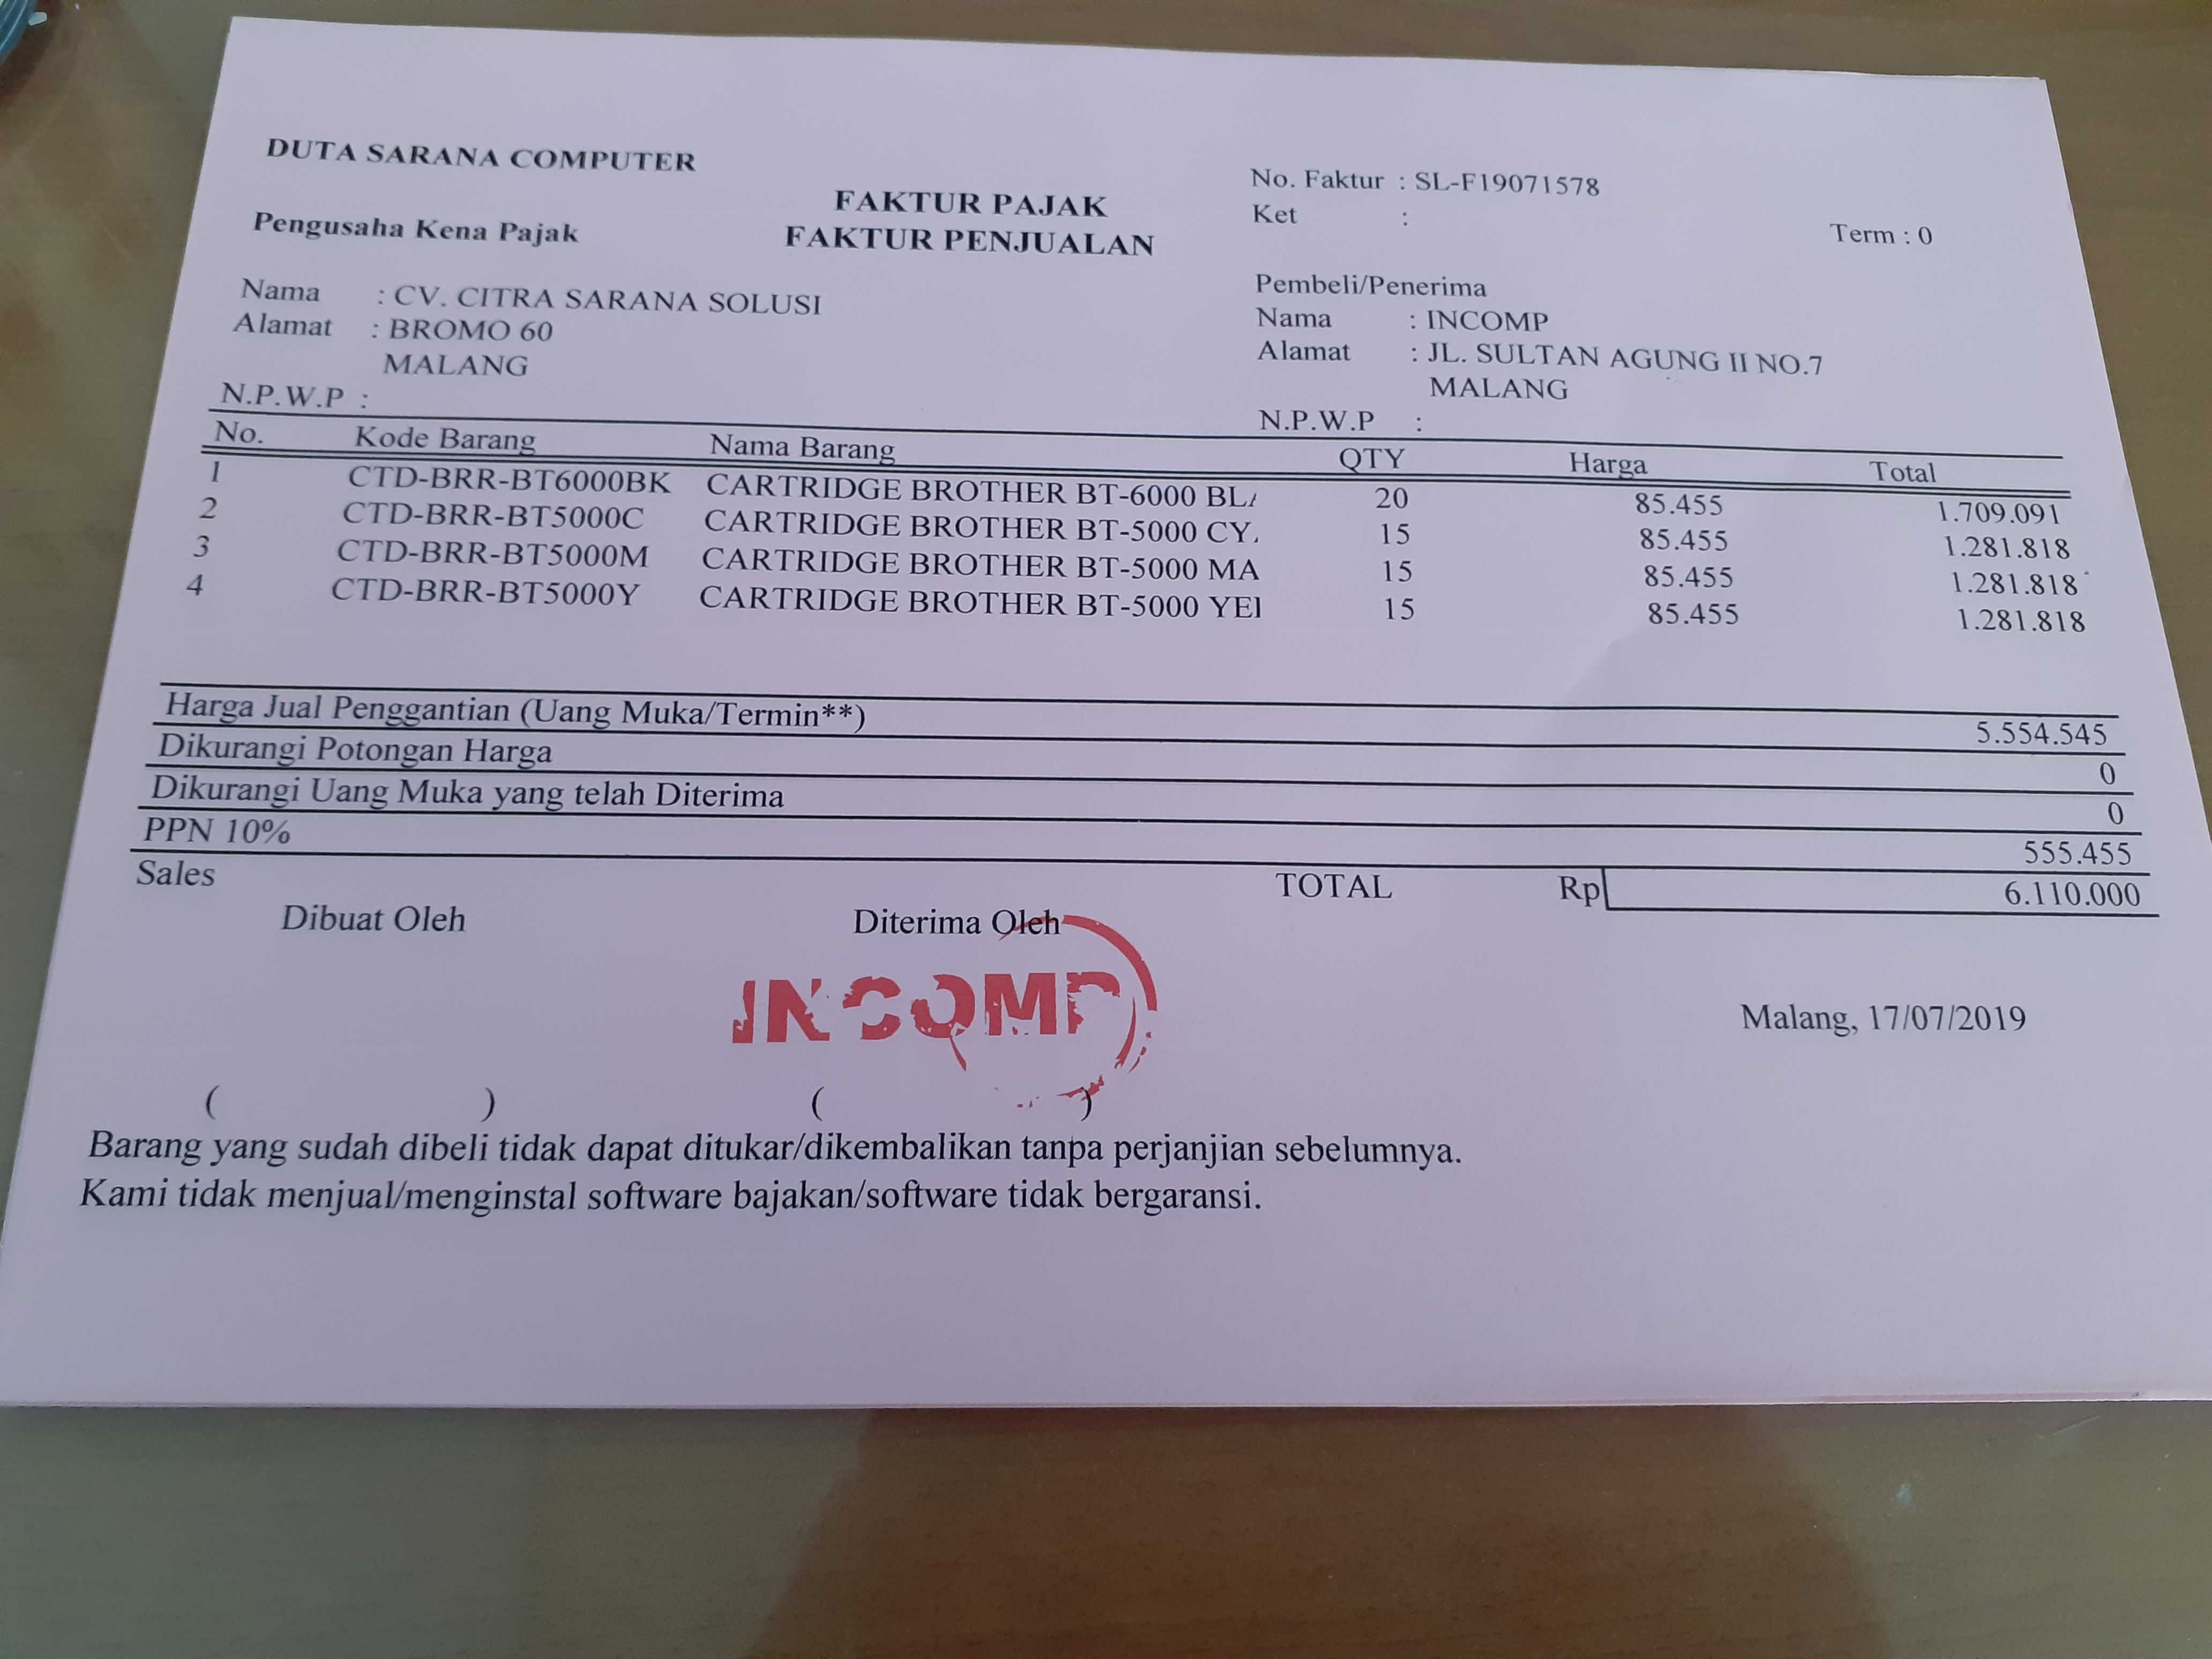 DUTA SARANA COMPUTER
FAKTUR PAJAK
FAKTUR PENJUALAN
No. Faktur : SL-F19071578
Ket :
Term : 0
Pengusaha Kena Pajak
Nama : CV. CITRA SARANA SOLUSI
Alamat : BROMO 60
MALANG
N.P.W.P :
Pembeli/Penerima
Nama : INCOMP
Alamat : JL. SULTAN AGUNG II NO.7
MALANG
N.P.W.P :
No. Kode Barang Nama Barang QTY Harga Total
1 CTD-BRR-BT6000BK CARTRIDGE BROTHER BT-6000 BLA 20 85.455 1.709.091
2 CTD-BRR-BT5000C CARTRIDGE BROTHER BT-5000 CY 15 85.455 1.281.818
3 CTD-BRR-BT5000M CARTRIDGE BROTHER BT-5000 MA 15 85.455 1.281.818
4 CTD-BRR-BT5000Y CARTRIDGE BROTHER BT-5000 YEL 15 85.455 1.281.818
Harga Jual Penggantian (Uang Muka/Termin**) 5.554.545
Dikurangi Potongan Harga 0
Dikurangi Uang Muka yang telah Diterima 0
PPN 10% 555.455
Sales TOTAL Rp 6.110.000
Dibuat Oleh Diterima Oleh
INCOMP
Malang, 17/07/2019
( ) ( )
Barang yang sudah dibeli tidak dapat ditukar/dikembalikan tanpa perjanjian sebelumnya.
Kami tidak menjual/menginstal software bajakan/software tidak bergaransi.